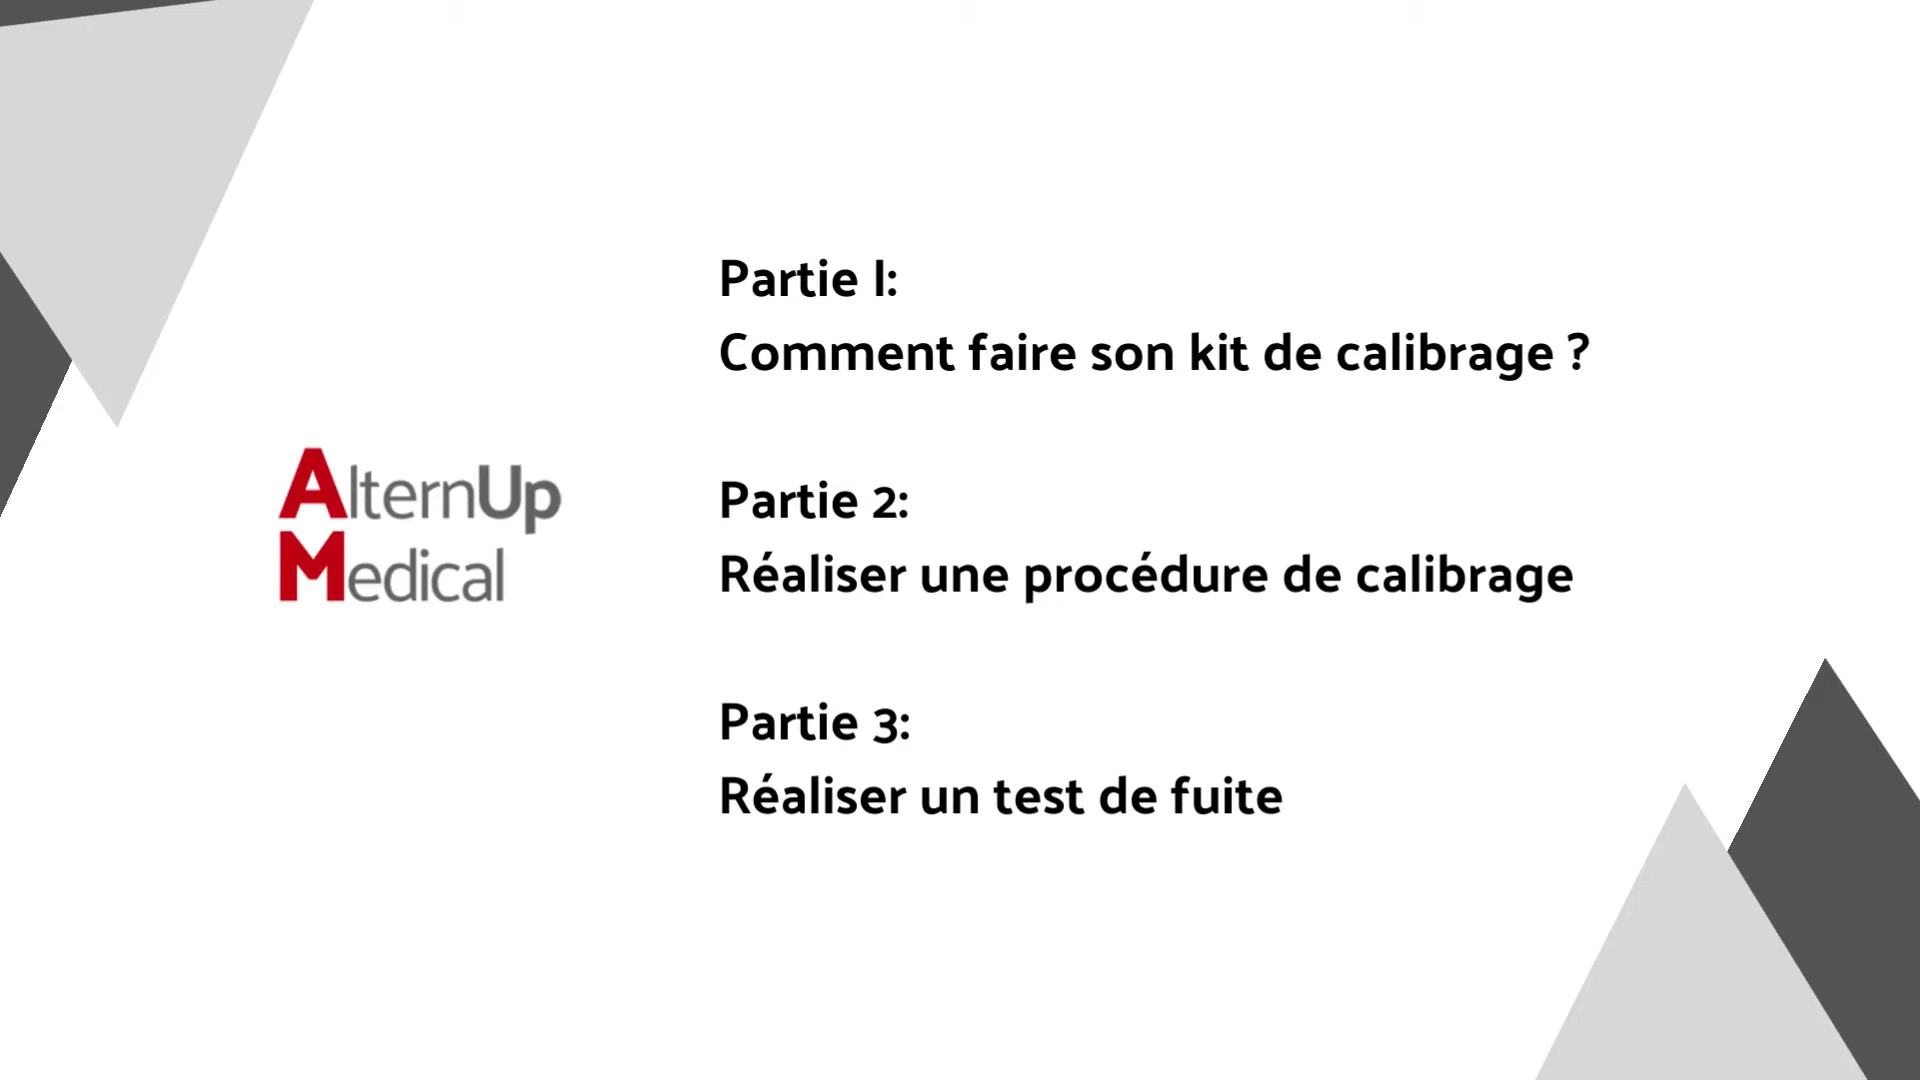 AlternUp
Medical
Partie 1:
Comment faire son kit de calibrage ?
Partie 2:
Réaliser une procédure de calibrage
Partie 3:
Réaliser un test de fuite